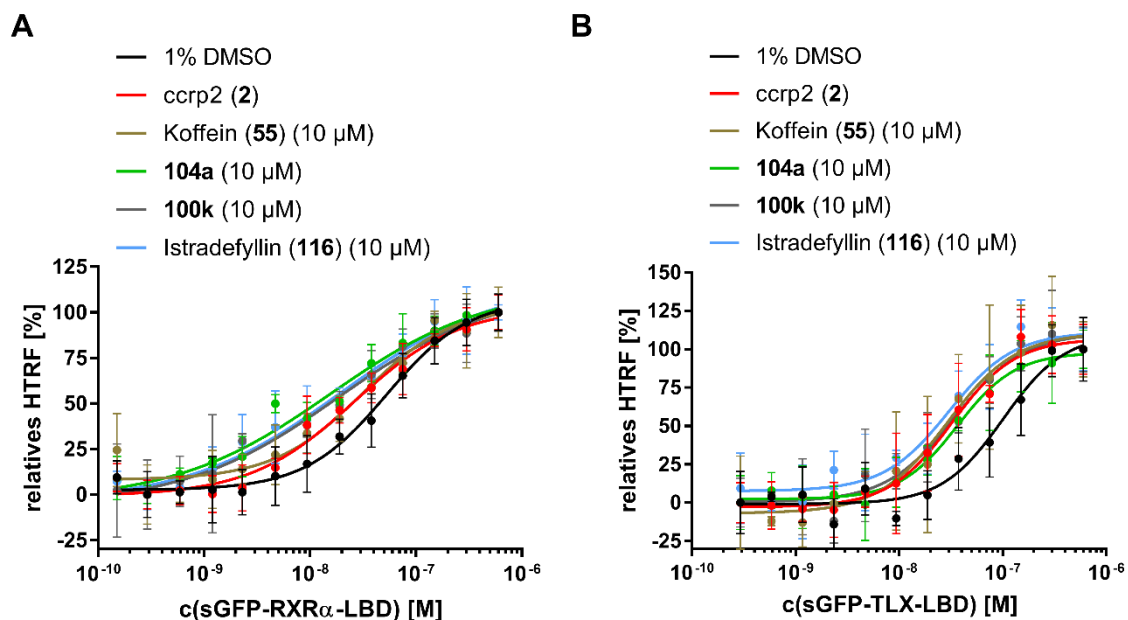 A
1% DMSO
ccrp2 (2)
Koffein (55) (10 µM)
104a (10 µM)
100k (10 µM)
Istradefyllin (116) (10 µM)
relatives HTRF [%]
125
100
75
50
25
0
-25
10^-10
10^-9
10^-8
10^-7
10^-6
c(sGFP-RXRα-LBD) [M]
B
1% DMSO
ccrp2 (2)
Koffein (55) (10 µM)
104a (10 µM)
100k (10 µM)
Istradefyllin (116) (10 µM)
relatives HTRF [%]
150
125
100
75
50
25
0
-25
10^-10
10^-9
10^-8
10^-7
10^-6
c(sGFP-TLX-LBD) [M]